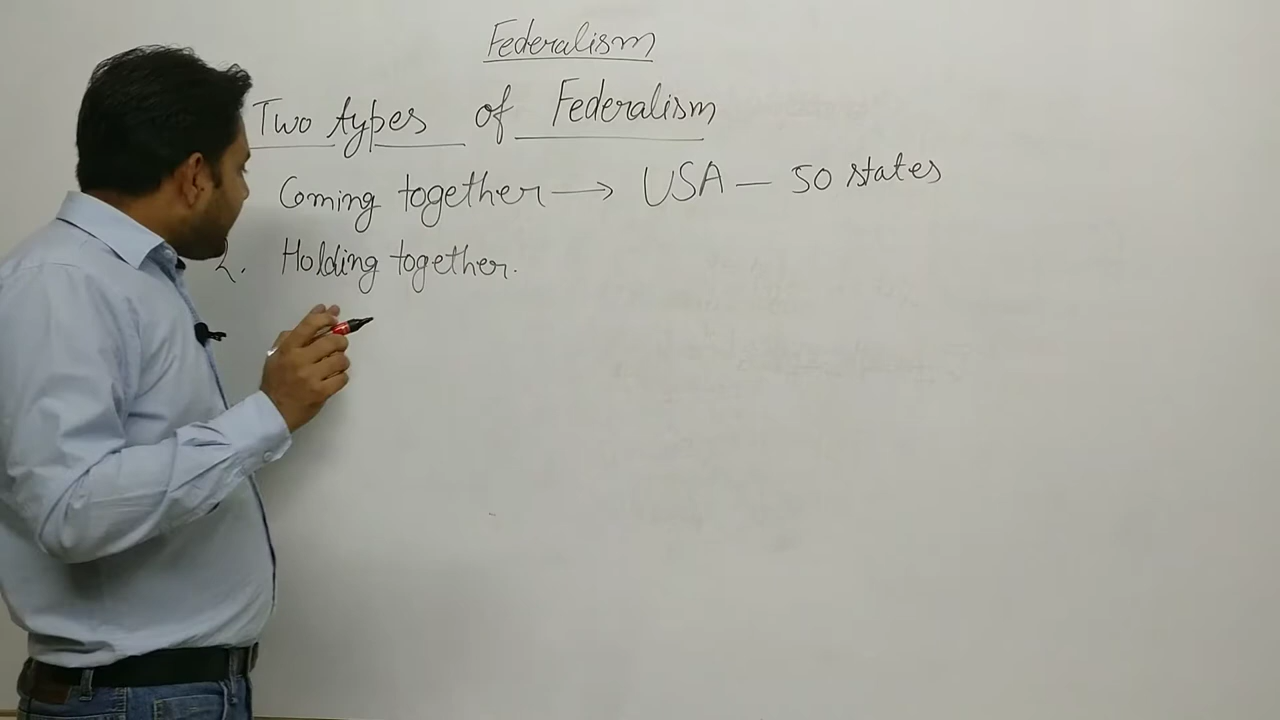 Federalism
Two types of Federalism
Coming together → USA — 50 states
2. Holding together.